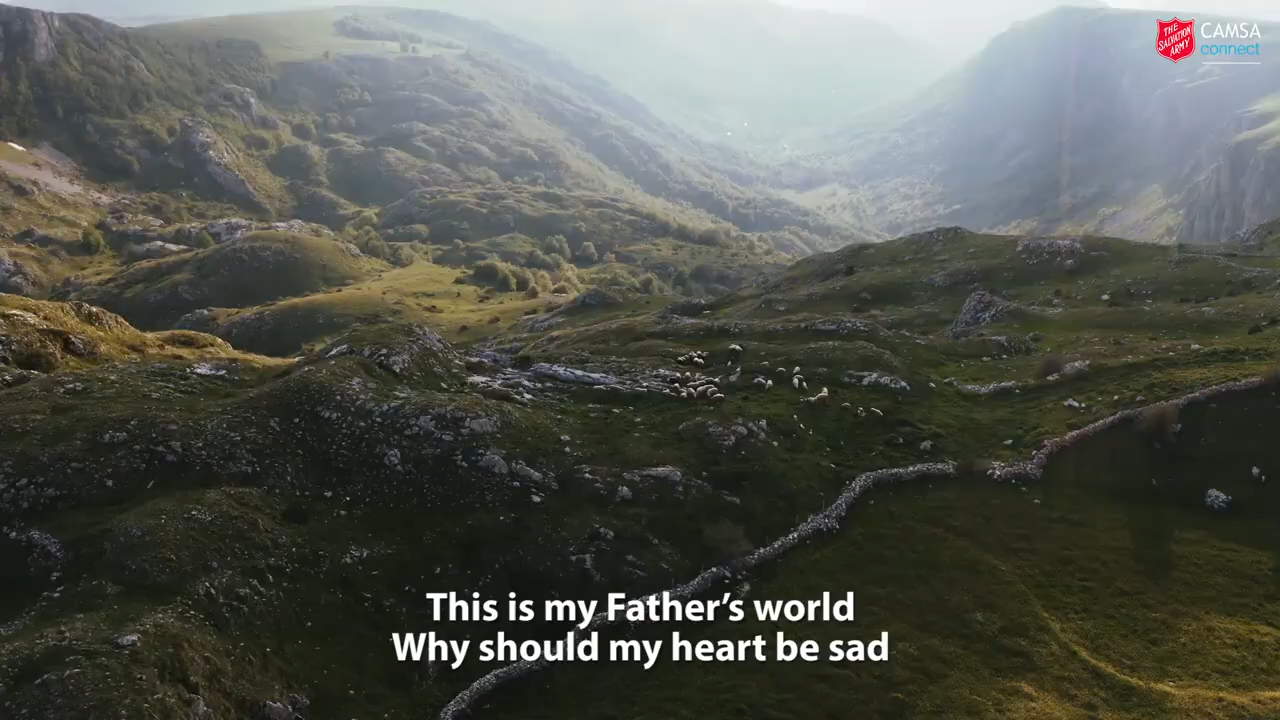 THE
SALVATION
ARMY
CAMSA
connect
This is my Father’s world
Why should my heart be sad